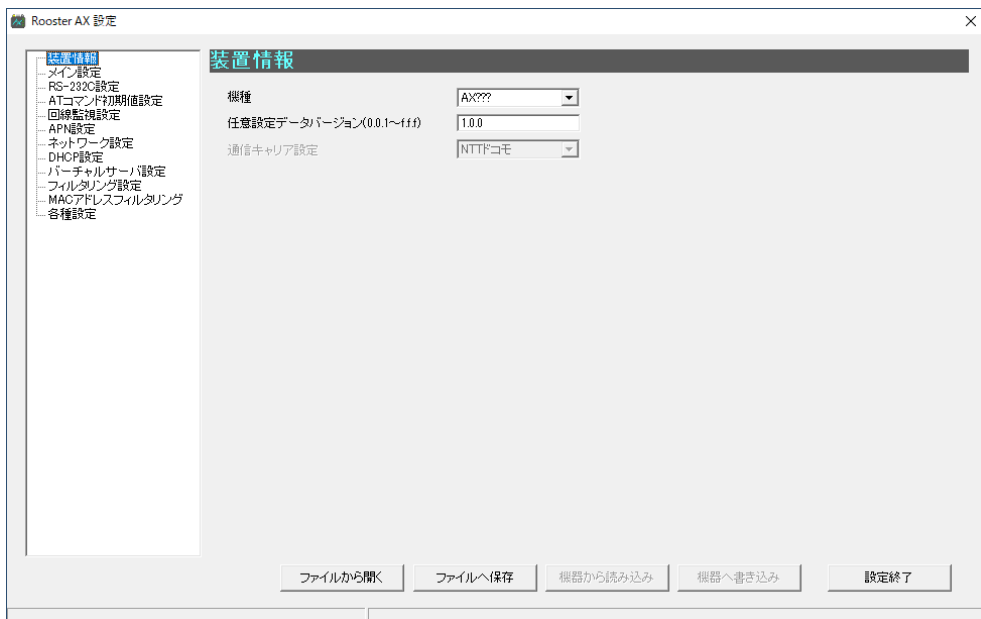 Rooster AX 設定
装置情報
メイン設定
RS-232C設定
ATコマンド初期値設定
回線監視設定
APN設定
ネットワーク設定
DHCP設定
バーチャルサーバ設定
フィルタリング設定
MACアドレスフィルタリング
各種設定
装置情報
機種 AX???
任意設定データバージョン(0.0.1～f.f.f) 1.0.0
通信キャリア設定 NTTドコモ
ファイルから開く ファイルへ保存 機器から読み込み 機器へ書き込み 設定終了